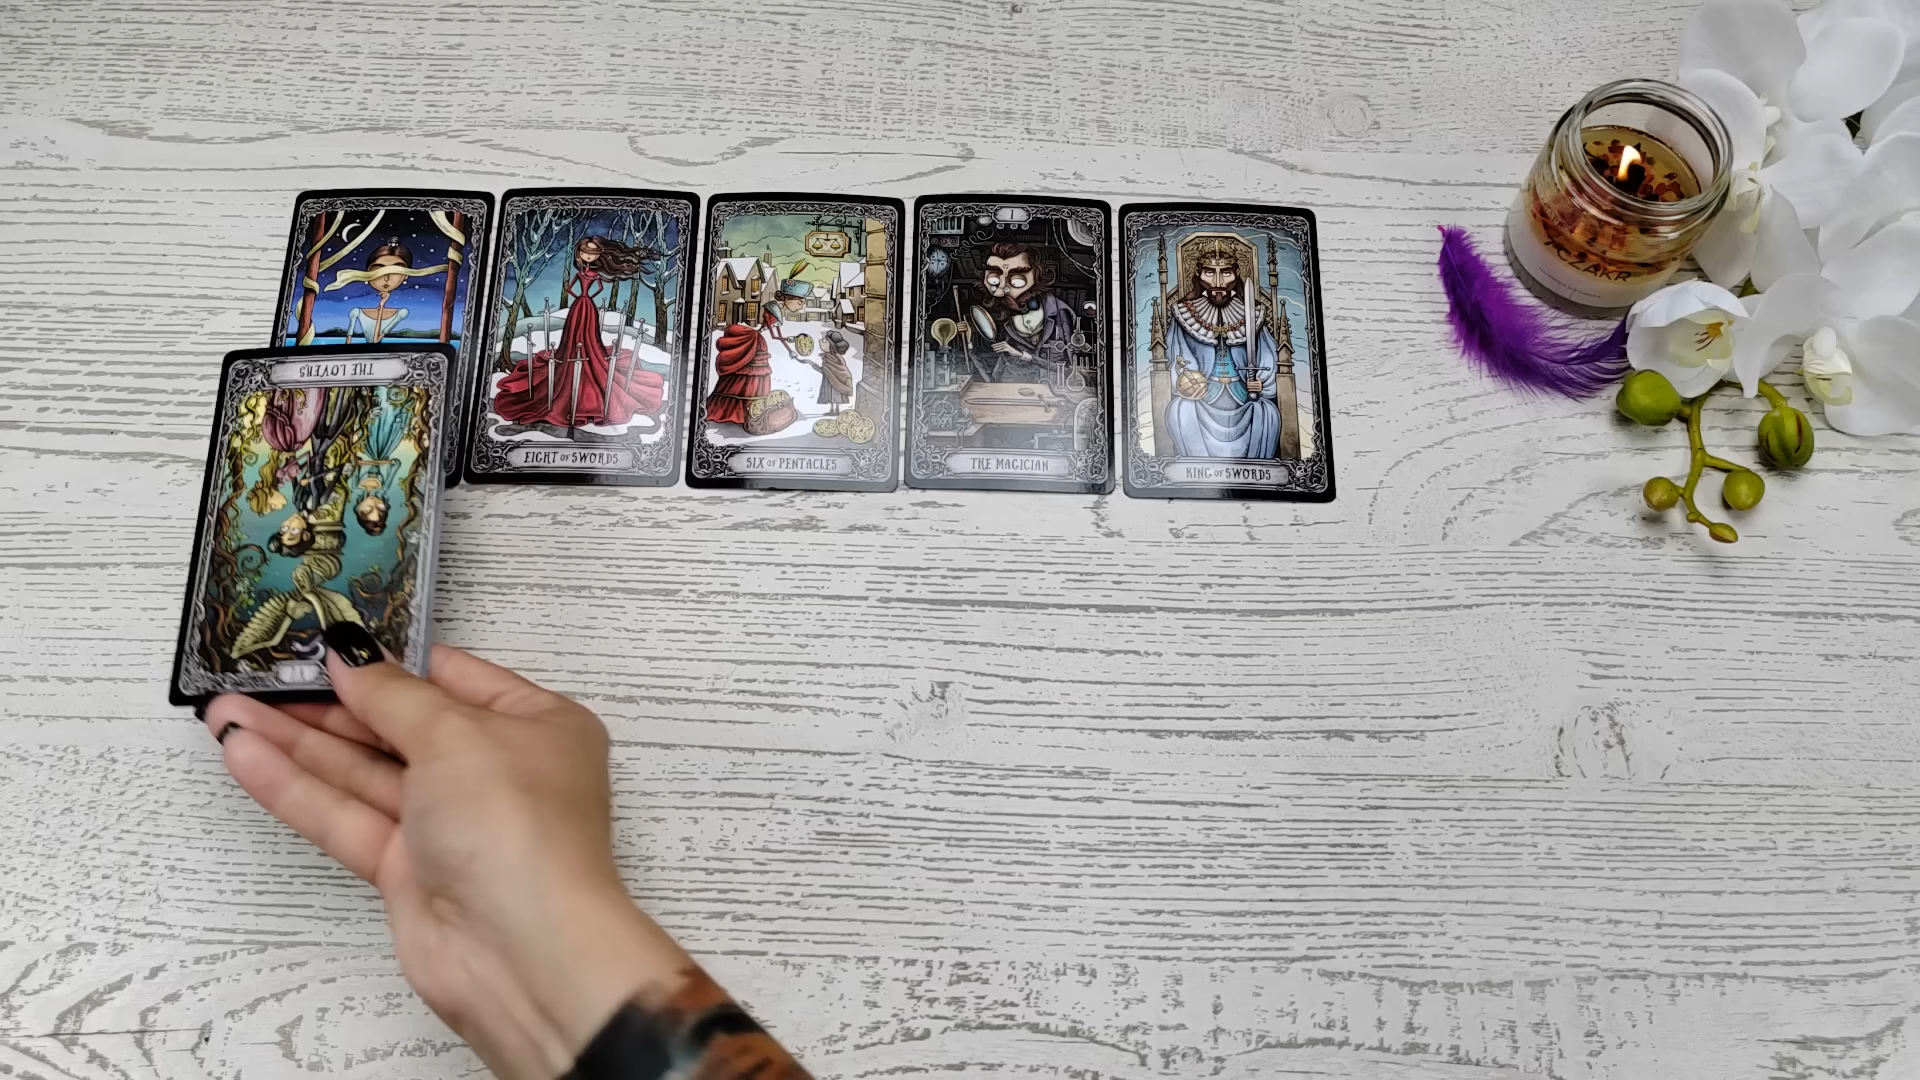 I
EIGHT OF SWORDS
SIX OF PENTACLES
THE MAGICIAN
KING OF SWORDS
THE LOVERS